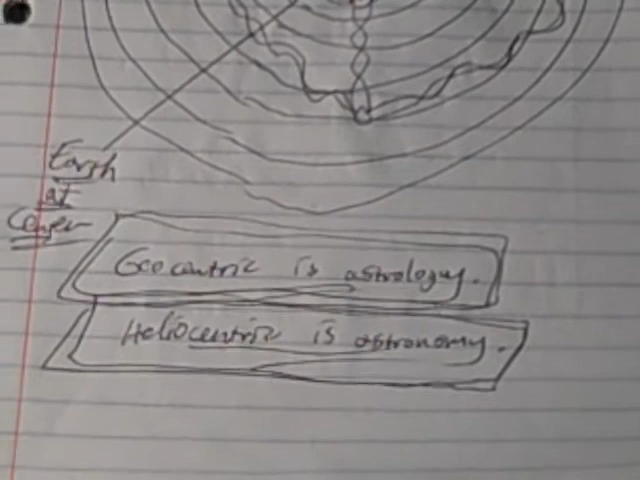 Earth
at
Center
Geocentric is astrology.
Heliocentric is astronomy.